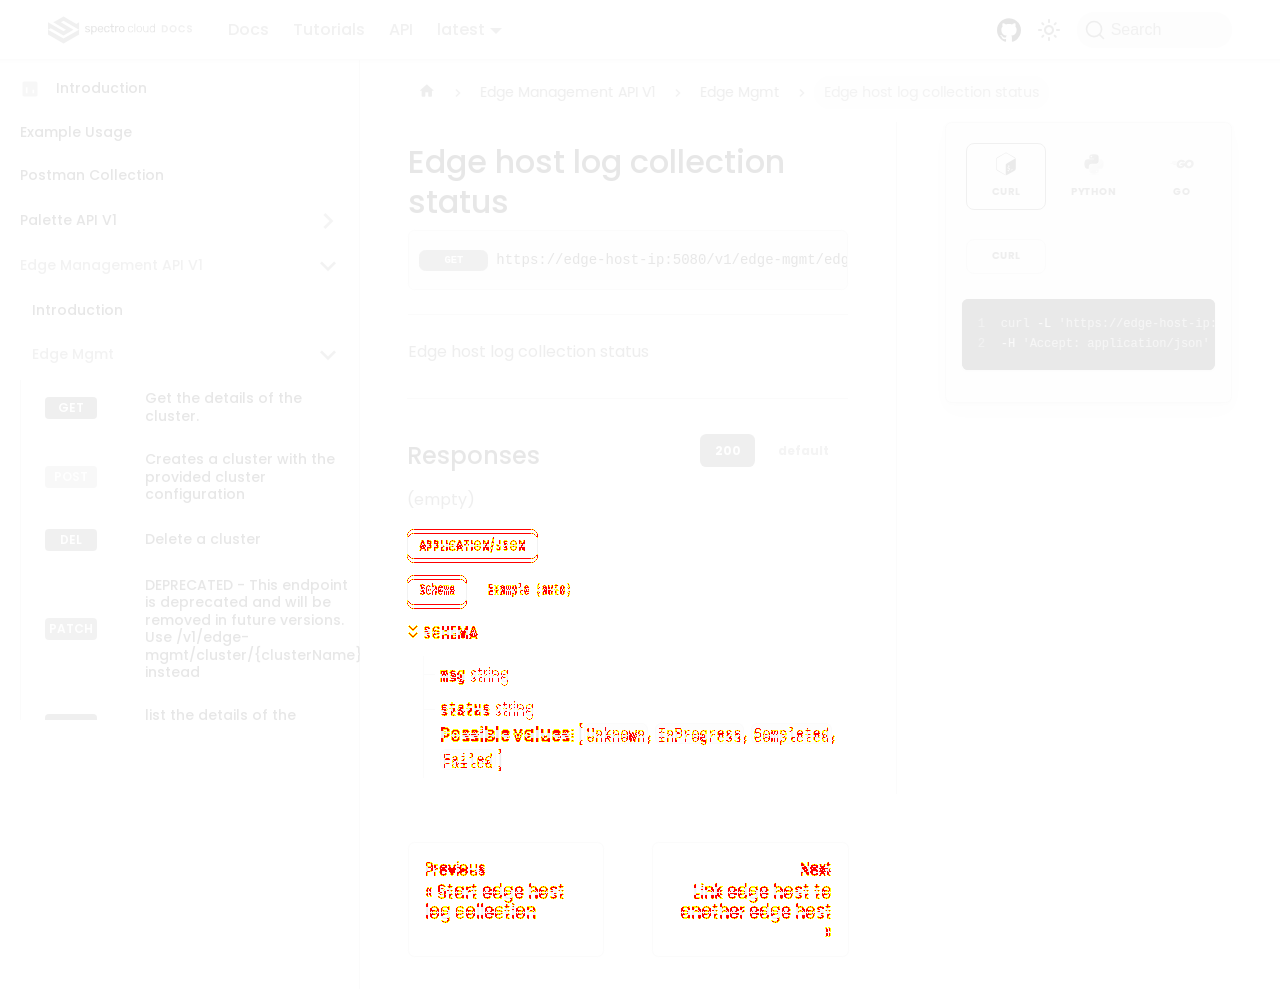 spectro cloud DOCS Docs Tutorials API latest Search
Introduction
Example Usage
Postman Collection
Palette API V1
Edge Management API V1
Introduction
Edge Mgmt
GET Get the details of the
cluster.
POST Creates a cluster with the
provided cluster
configuration
DEL Delete a cluster
PATCH DEPRECATED - This endpoint
is deprecated and will be
removed in future versions.
Use /v1/edge-
mgmt/cluster/{clusterName}
instead
list the details of the
Edge Management API V1 Edge Mgmt Edge host log collection status
Edge host log collection
status
GET https://edge-host-ip:5080/v1/edge-mgmt/edg
Edge host log collection status
Responses 200 default
(empty)
APPLICATION/JSON
Schema Example (auto)
SCHEMA
msg string
status string
Possible values: [Unknown, InProgress, Completed,
Failed]
Previous
« Start edge host
log collection
Next
Link edge host to
another edge host
»
CURL PYTHON GO
CURL
1 curl -L 'https://edge-host-ip:
2 -H 'Accept: application/json'